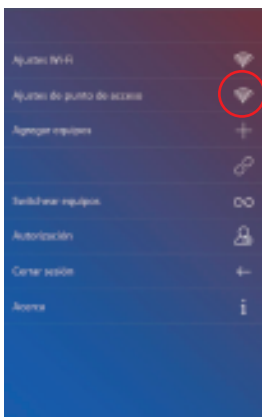 Ajustes Wi-Fi
Ajustes de punto de acceso
Agregar equipos
Switchear equipos
Autorización
Cerrar sesión
Acerca